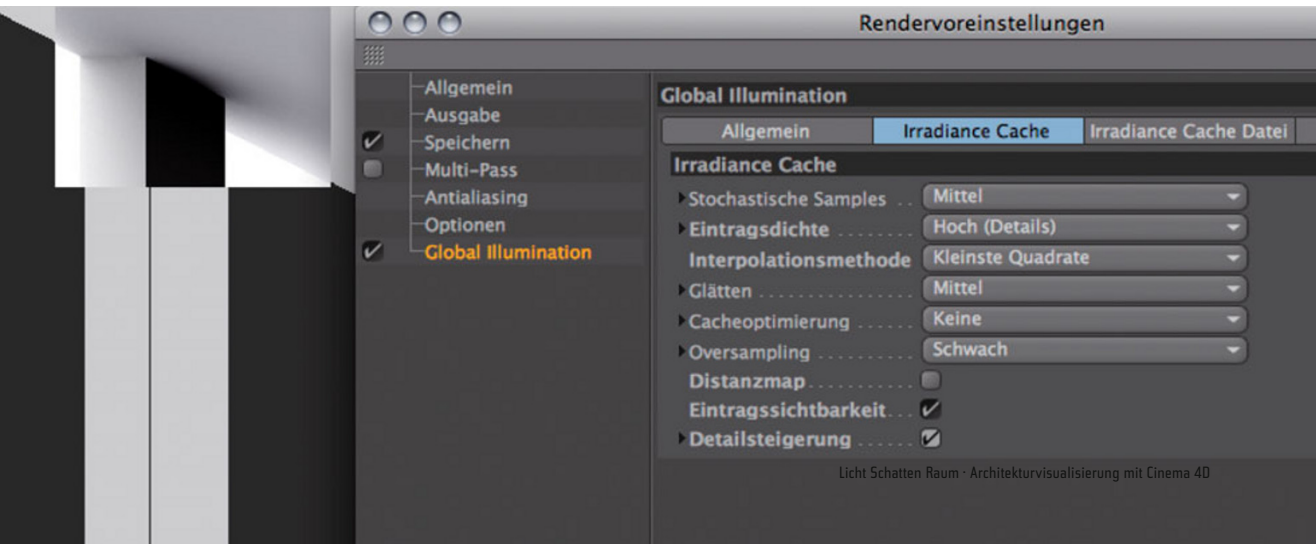 Rendervoreinstellungen
Allgemein
Ausgabe
Speichern
Multi-Pass
Antialiasing
Optionen
Global Illumination
Global Illumination
Allgemein
Irradiance Cache
Irradiance Cache Datei
Irradiance Cache
Stochastische Samples . . Mittel
Eintragsdichte . . . . . . . . Hoch (Details)
Interpolationsmethode Kleinste Quadrate
Glätten . . . . . . . . . . . . . . . . Mittel
Cacheoptimierung . . . . . . Keine
Oversampling . . . . . . . . . . Schwach
Distanzmap . . . . . . . . . . .
Eintragssichtbarkeit . . .
Detailsteigerung . . . . . .
Licht Schatten Raum · Architekturvisualisierung mit Cinema 4D